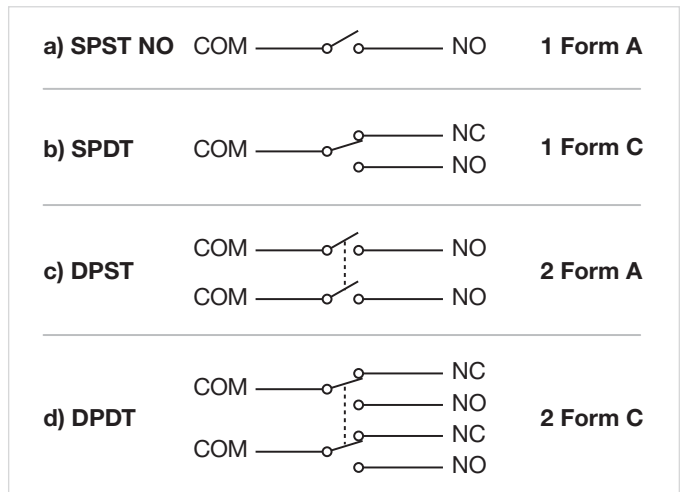 a) SPST NO COM NO 1 Form A
NC
b) SPDT COM 1 Form C
NO
COM NO
c) DPST 2 Form A
COM NO
NC
COM
NO
d) DPDT 2 Form C
NC
COM
NO